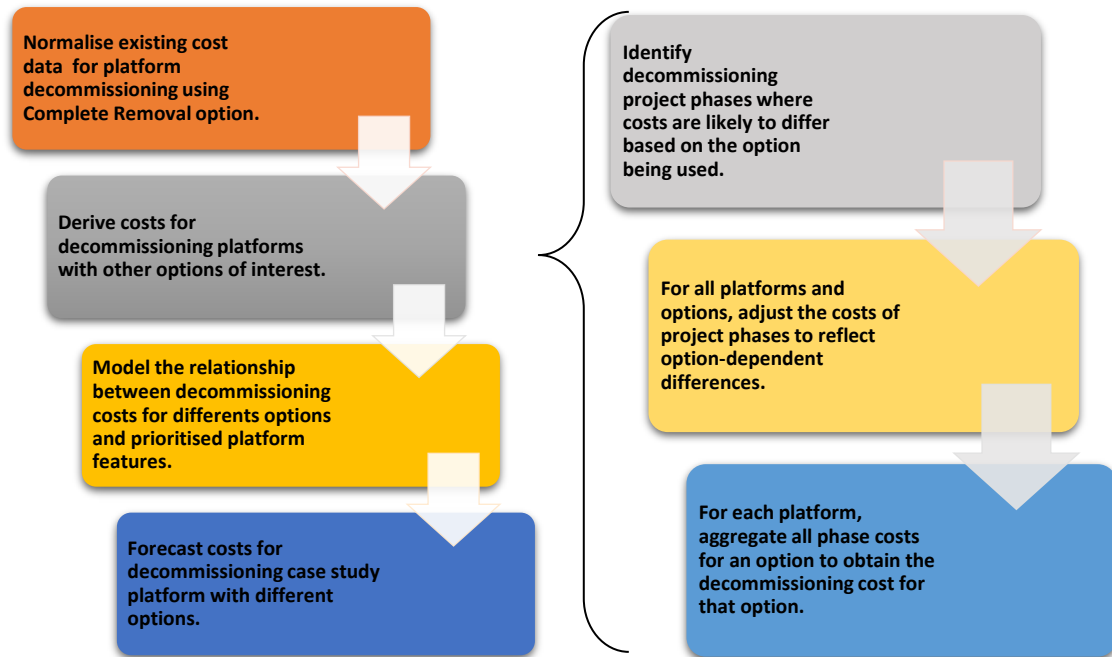 Normalise existing cost
data for platform
decommissioning using
Complete Removal option.
Derive costs for
decommissioning platforms
with other options of interest.
Model the relationship
between decommissioning
costs for differents options
and prioritised platform
features.
Forecast costs for
decommissioning case study
platform with different
options.
Identify
decommissioning
project phases where
costs are likely to differ
based on the option
being used.
For all platforms and
options, adjust the costs of
project phases to reflect
option-dependent
differences.
For each platform,
aggregate all phase costs
for an option to obtain the
decommissioning cost for
that option.